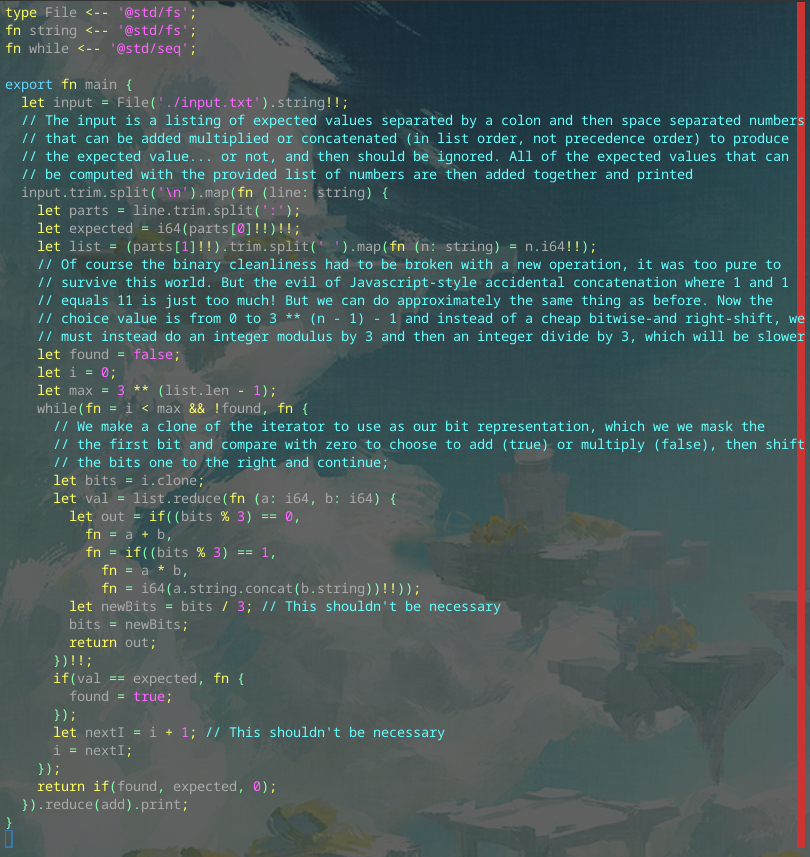 type File <-- '@std/fs';
fn string <-- '@std/fs';
fn while <-- '@std/seq';

export fn main {
  let input = File('./input.txt').string!!;
  // The input is a listing of expected values separated by a colon and then space separated numbers
  // that can be added multiplied or concatenated (in list order, not precedence order) to produce
  // the expected value... or not, and then should be ignored. All of the expected values that can
  // be computed with the provided list of numbers are then added together and printed
  input.trim.split('\n').map(fn (line: string) {
    let parts = line.trim.split(':');
    let expected = i64(parts[0]!!)!!;
    let list = (parts[1]!!).trim.split(' ').map(fn (n: string) = n.i64!!);
    // Of course the binary cleanliness had to be broken with a new operation, it was too pure to
    // survive this world. But the evil of Javascript-style accidental concatenation where 1 and 1
    // equals 11 is just too much! But we can do approximately the same thing as before. Now the
    // choice value is from 0 to 3 ** (n - 1) - 1 and instead of a cheap bitwise-and right-shift, we
    // must instead do an integer modulus by 3 and then an integer divide by 3, which will be slower
    let found = false;
    let i = 0;
    let max = 3 ** (list.len - 1);
    while(fn = i < max && !found, fn {
      // We make a clone of the iterator to use as our bit representation, which we we mask the
      // the first bit and compare with zero to choose to add (true) or multiply (false), then shift
      // the bits one to the right and continue;
      let bits = i.clone;
      let val = list.reduce(fn (a: i64, b: i64) {
        let out = if((bits % 3) == 0,
          fn = a + b,
          fn = if((bits % 3) == 1,
            fn = a * b,
            fn = i64(a.string.concat(b.string))!!));
        let newBits = bits / 3; // This shouldn't be necessary
        bits = newBits;
        return out;
      })!!;
      if(val == expected, fn {
        found = true;
      });
      let nextI = i + 1; // This shouldn't be necessary
      i = nextI;
    });
    return if(found, expected, 0);
  }).reduce(add).print;
}